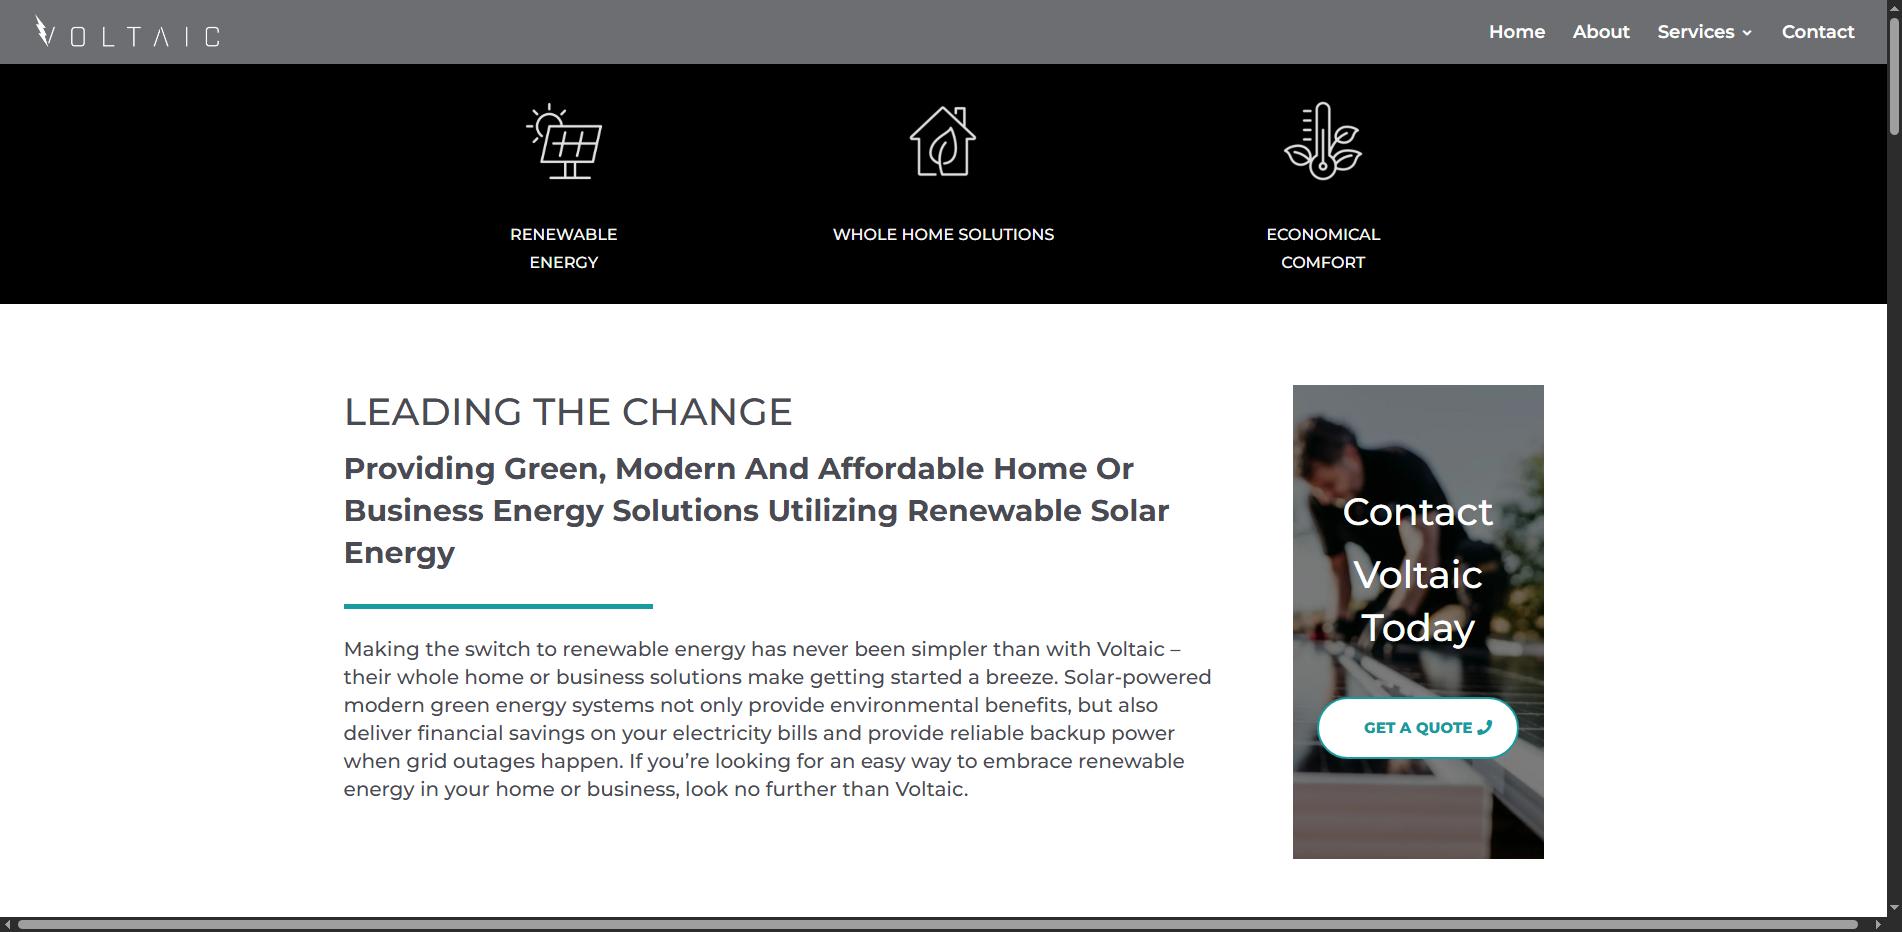 VOLTAIC
Home About Services Contact
RENEWABLE
ENERGY
WHOLE HOME SOLUTIONS
ECONOMICAL
COMFORT
LEADING THE CHANGE
Providing Green, Modern And Affordable Home Or
Business Energy Solutions Utilizing Renewable Solar
Energy
Making the switch to renewable energy has never been simpler than with Voltaic –
their whole home or business solutions make getting started a breeze. Solar-powered
modern green energy systems not only provide environmental benefits, but also
deliver financial savings on your electricity bills and provide reliable backup power
when grid outages happen. If you’re looking for an easy way to embrace renewable
energy in your home or business, look no further than Voltaic.
Contact
Voltaic
Today
GET A QUOTE